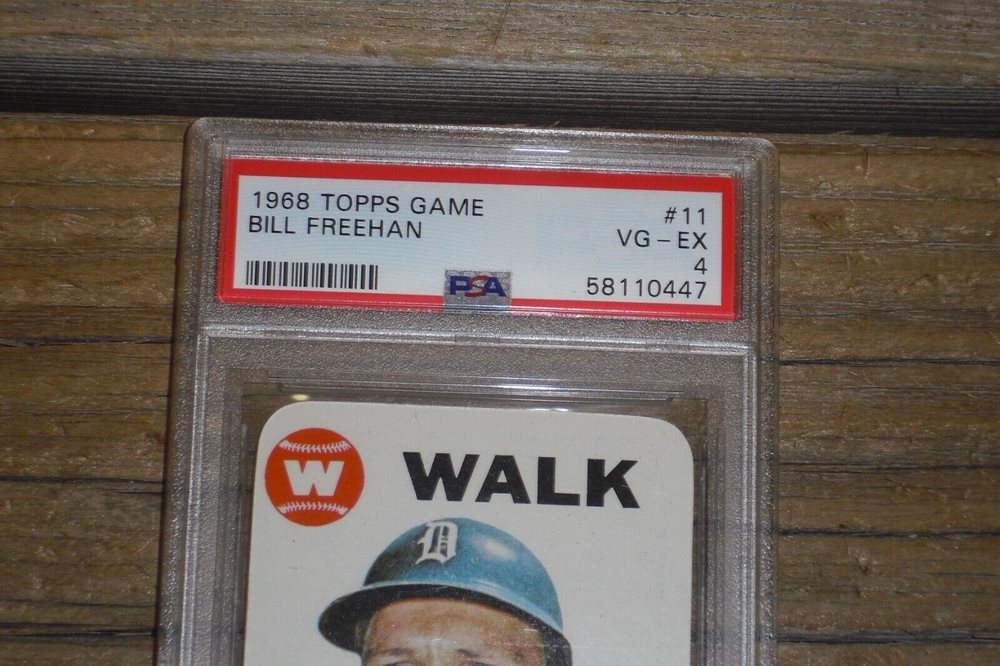 1968 TOPPS GAME
BILL FREEHAN
#11
VG - EX
4
58110447
PSA
W
WALK
D